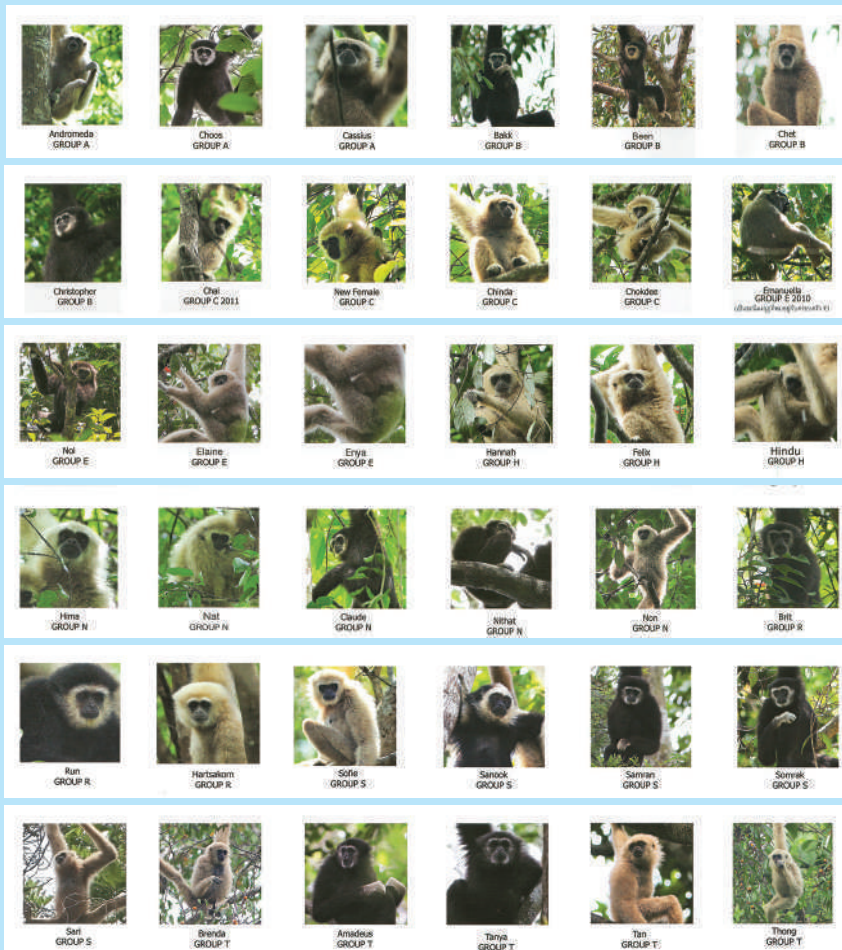 Andromeda
GROUP A
Choos
GROUP A
Cassius
GROUP A
Bakk
GROUP B
Been
GROUP B
Chet
GROUP B
Christopher
GROUP B
Chai
GROUP C 2011
New Female
GROUP C
Chinda
GROUP C
Chokdee
GROUP C
Emanuella
GROUP E 2010
Noi
GROUP E
Elaine
GROUP E
Enya
GROUP E
Hannah
GROUP H
Felix
GROUP H
Hindu
GROUP H
Hima
GROUP N
Nat
GROUP N
Claude
GROUP N
Nithat
GROUP N
Non
GROUP N
Brit
GROUP R
Run
GROUP R
Hartsakorn
GROUP R
Sofie
GROUP S
Sanook
GROUP S
Samran
GROUP S
Somrak
GROUP S
Sari
GROUP S
Brenda
GROUP T
Amadeus
GROUP T
Tanya
GROUP T
Tan
GROUP T
Thong
GROUP T